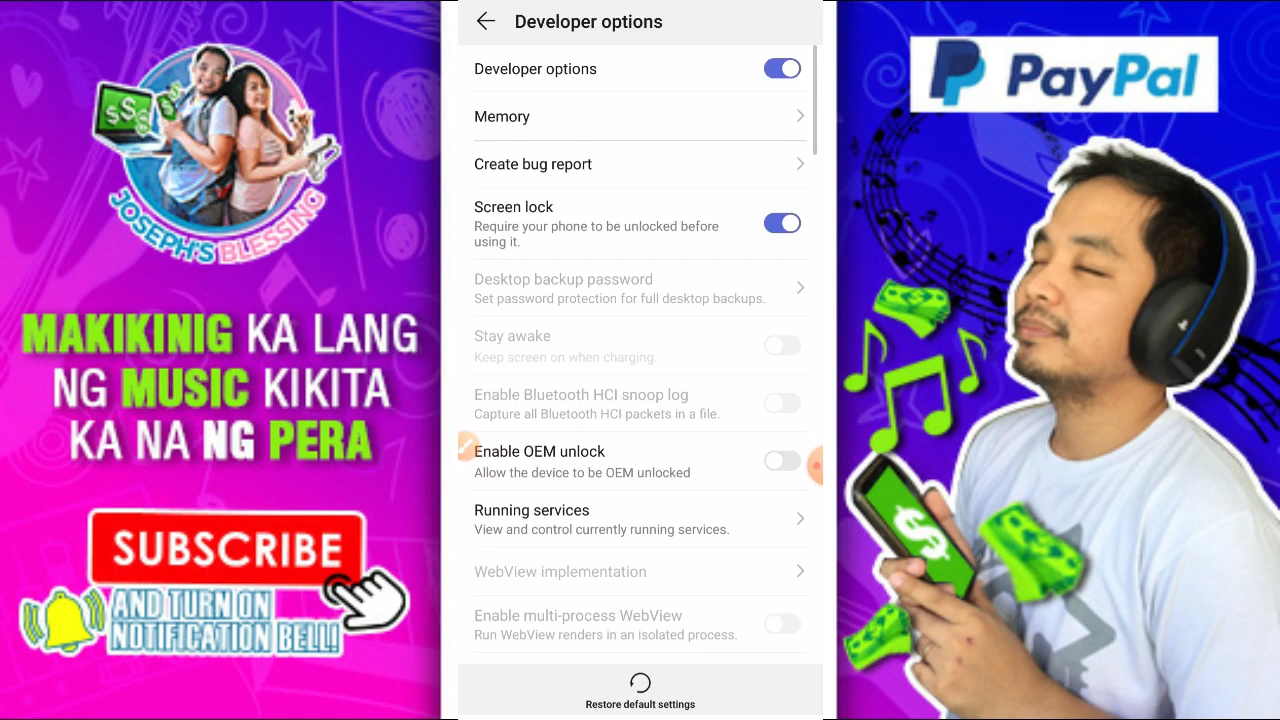 JOSEPH'S BLESSING
MAKIKINIG KA LANG
NG MUSIC KIKITA
KA NA NG PERA
SUBSCRIBE
AND TURN ON
NOTIFICATION BELL!
Developer options
Developer options
Memory
Create bug report
Screen lock
Require your phone to be unlocked before
using it.
Desktop backup password
Set password protection for full desktop backups.
Stay awake
Keep screen on when charging.
Enable Bluetooth HCI snoop log
Capture all Bluetooth HCI packets in a file.
Enable OEM unlock
Allow the device to be OEM unlocked
Running services
View and control currently running services.
WebView implementation
Enable multi-process WebView
Run WebView renders in an isolated process.
Restore default settings
PayPal